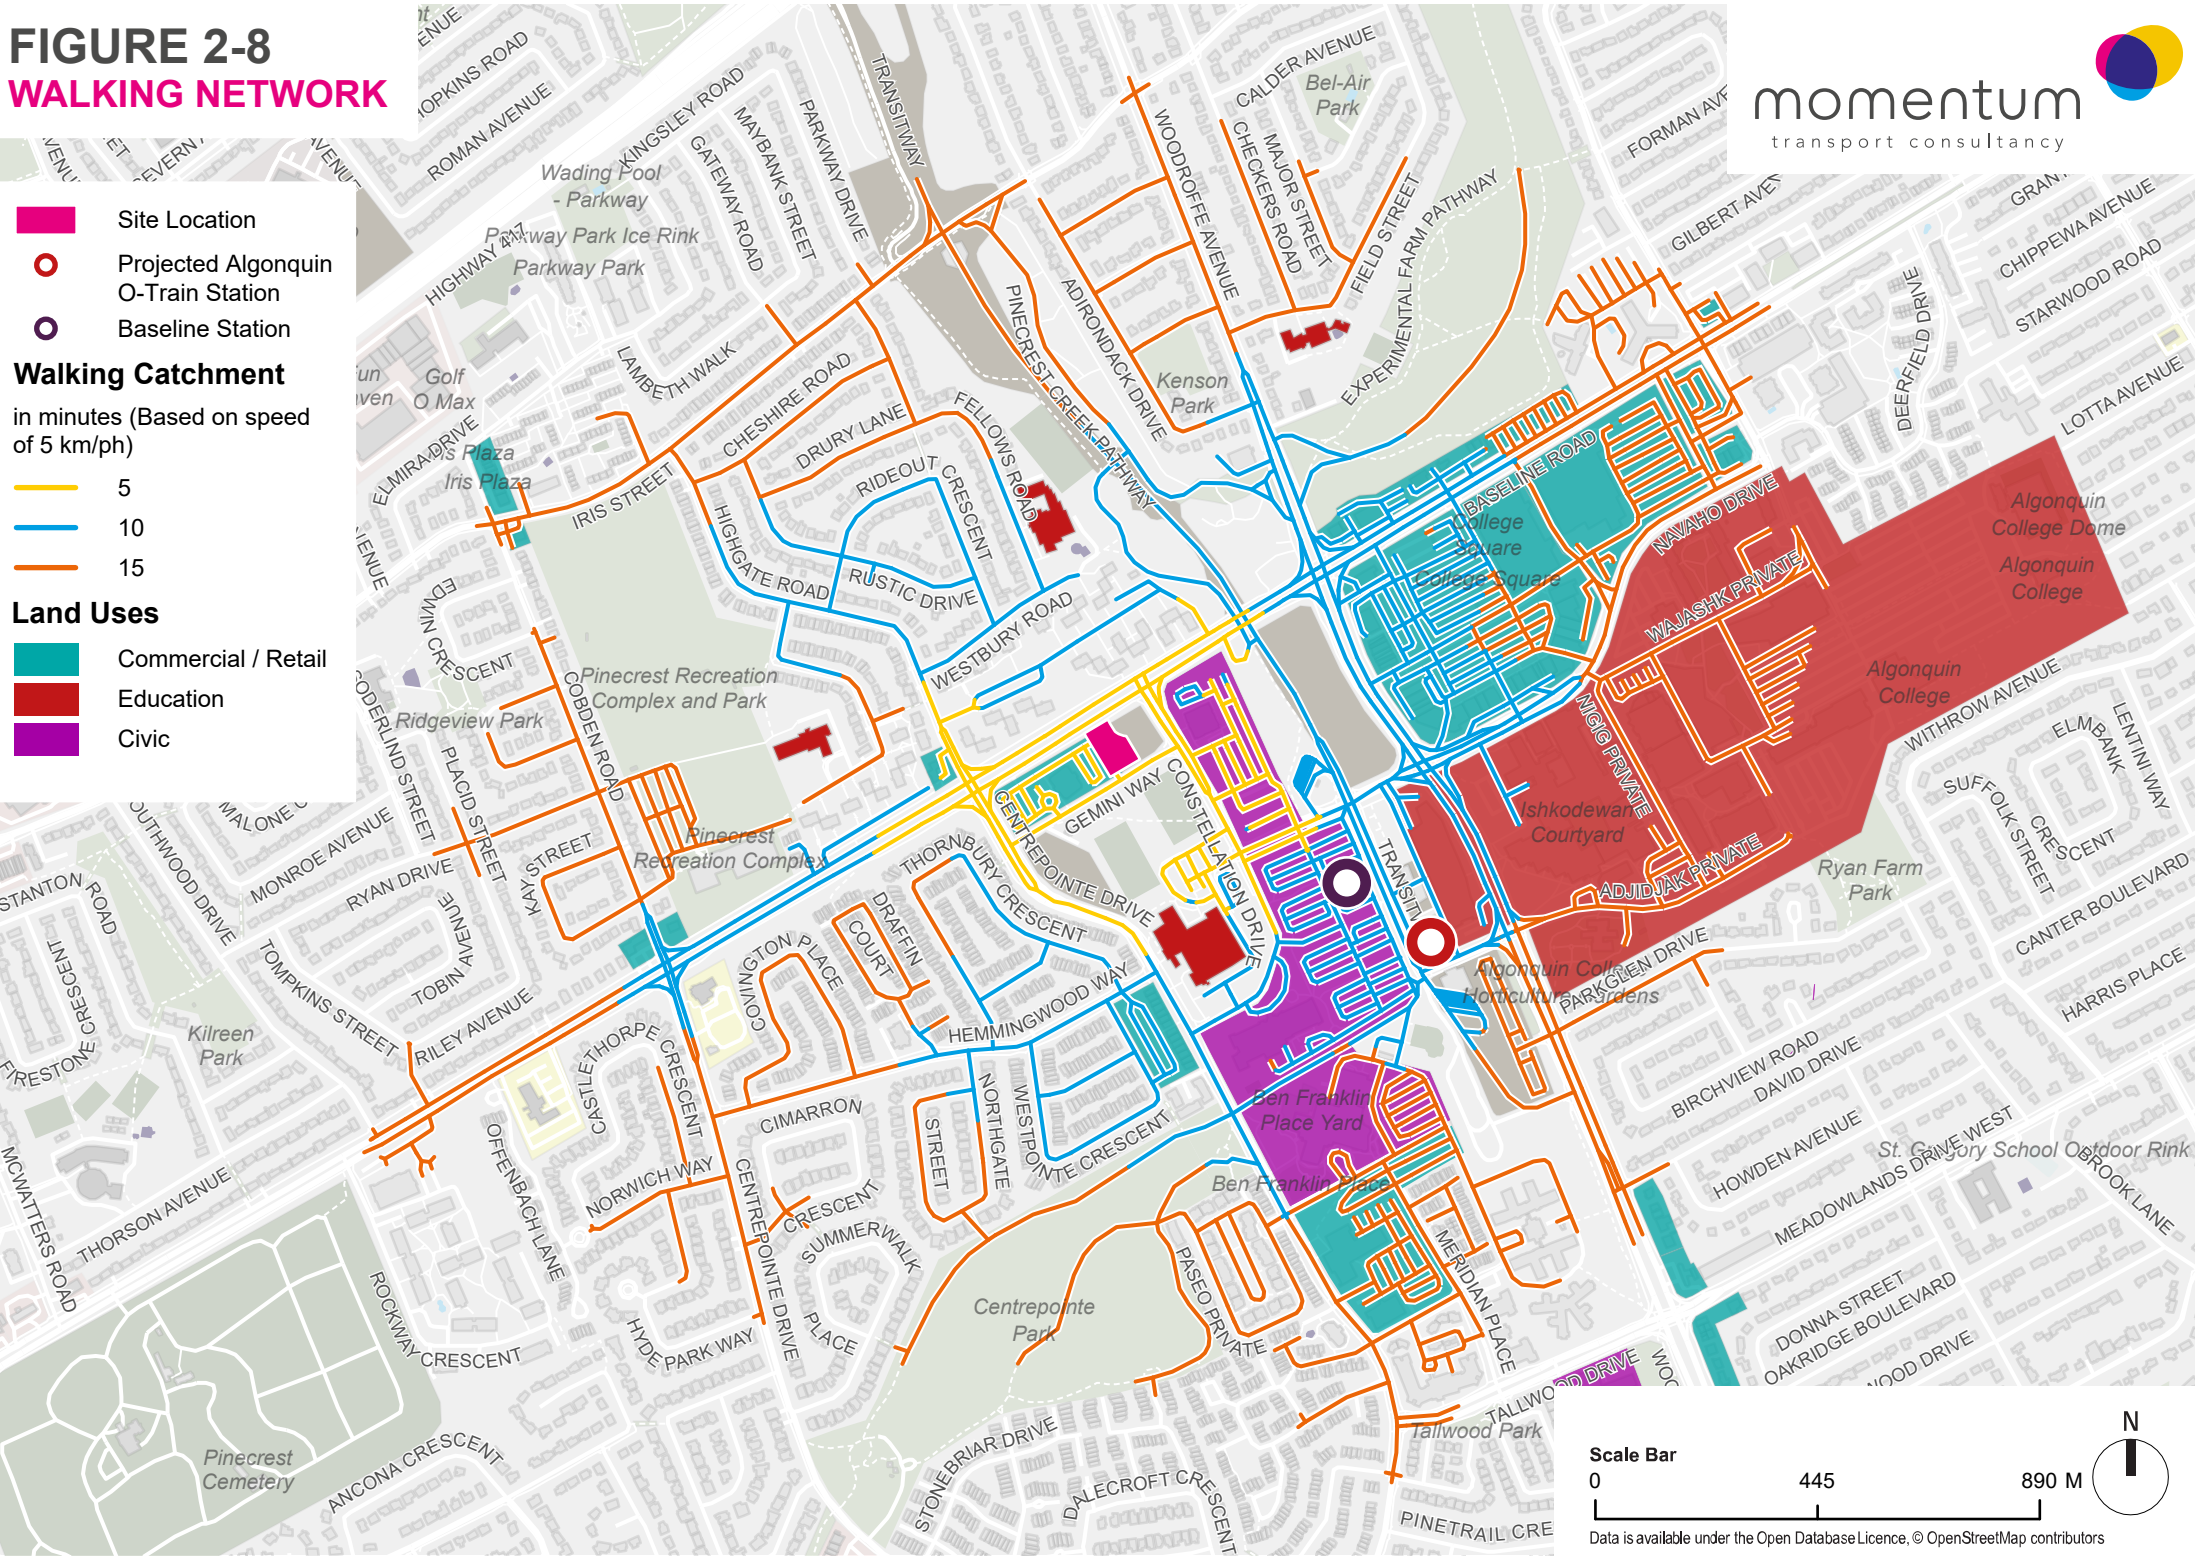 FIGURE 2-8
WALKING NETWORK
momentum
transport consultancy
Site Location
Projected Algonquin
O-Train Station
Baseline Station
Walking Catchment
in minutes (Based on speed
of 5 km/ph)
5
10
15
Land Uses
Commercial / Retail
Education
Civic
HOPKINS ROAD
ROMAN AVENUE
KINGSLEY ROAD
MAYBANK STREET
GATEWAY ROAD
PARKWAY DRIVE
TRANSITWAY
HIGHWAY 417
Wading Pool
- Parkway
Parkway Park Ice Rink
Parkway Park
WOODROFFE AVENUE
CALDER AVENUE
Bel-Air
Park
CHECKERS ROAD
MAJOR STREET
FIELD STREET
EXPERIMENTAL FARM PATHWAY
FORMAN AVE
GILBERT AVE
GRANT
CHIPPEWA AVENUE
STARWOOD ROAD
DEERFIELD DRIVE
LOTTA AVENUE
Golf
O Max
ELMIRA DRIVE
Iris Plaza
IRIS STREET
LAMBETH WALK
CHESHIRE ROAD
DRURY LANE
FELLOWS ROAD
RIDEOUT CRESCENT
PINECREST CREEK PATHWAY
ADIRONDACK DRIVE
Kenson
Park
HIGHGATE ROAD
RUSTIC DRIVE
WESTBURY ROAD
BASELINE ROAD
College
Square
College Square
NAVAHO DRIVE
WAJASHK PRIVATE
Algonquin
College Dome
Algonquin
College
Algonquin
College
WITHROW AVENUE
ELMBANK
LENTINI WAY
SUFFOLK STREET
CRESCENT
CANTER BOULEVARD
HARRIS PLACE
EDWIN CRESCENT
Ridgeview Park
COBDEN ROAD
Pinecrest Recreation
Complex and Park
PLACID STREET
Pinecrest
Recreation Complex
MONROE AVENUE
RYAN DRIVE
KAY STREET
TOBIN AVENUE
SOUTHWOOD DRIVE
STANTON ROAD
FIRESTONE CRESCENT
TOMPKINS STREET
RILEY AVENUE
Kilreen
Park
CENTREPOINTE DRIVE
GEMINI WAY
CONSTELLATION DRIVE
THORNBURY CRESCENT
HEMMINGWOOD WAY
DRAFFIN
COURT
COVINGTON PLACE
NIGIG PRIVATE
Ishkodewan
Courtyard
ADJIDJAK PRIVATE
Ryan Farm
Park
PARKGLEN DRIVE
BIRCHVIEW ROAD
DAVID DRIVE
HOWDEN AVENUE
MEADOWLANDS DRIVE WEST
St. Gregory School Outdoor Rink
BROOK LANE
DONNA STREET
OAKRIDGE BOULEVARD
CASTLETHORPE CRESCENT
CIMARRON
STREET
NORTHGATE
WESTPOINTE CRESCENT
Ben Franklin
Place Yard
Ben Franklin Place
MCWATTERS ROAD
THORSON AVENUE
OFFENBACH LANE
NORWICH WAY
CRESCENT
SUMMERWALK
PLACE
CENTREPOINTE DRIVE
HYDE PARK WAY
ROCKWAY CRESCENT
Centrepointe
Park
PASEO PRIVATE
MERIDIAN PLACE
TALLWOOD DRIVE
Tallwood Park
Pinecrest
Cemetery
ANCONA CRESCENT
STONEBRIAR DRIVE
DALECROFT CRESCENT
PINETRAIL CRE
Scale Bar
0 445 890 M
N
Data is available under the Open Database Licence, © OpenStreetMap contributors